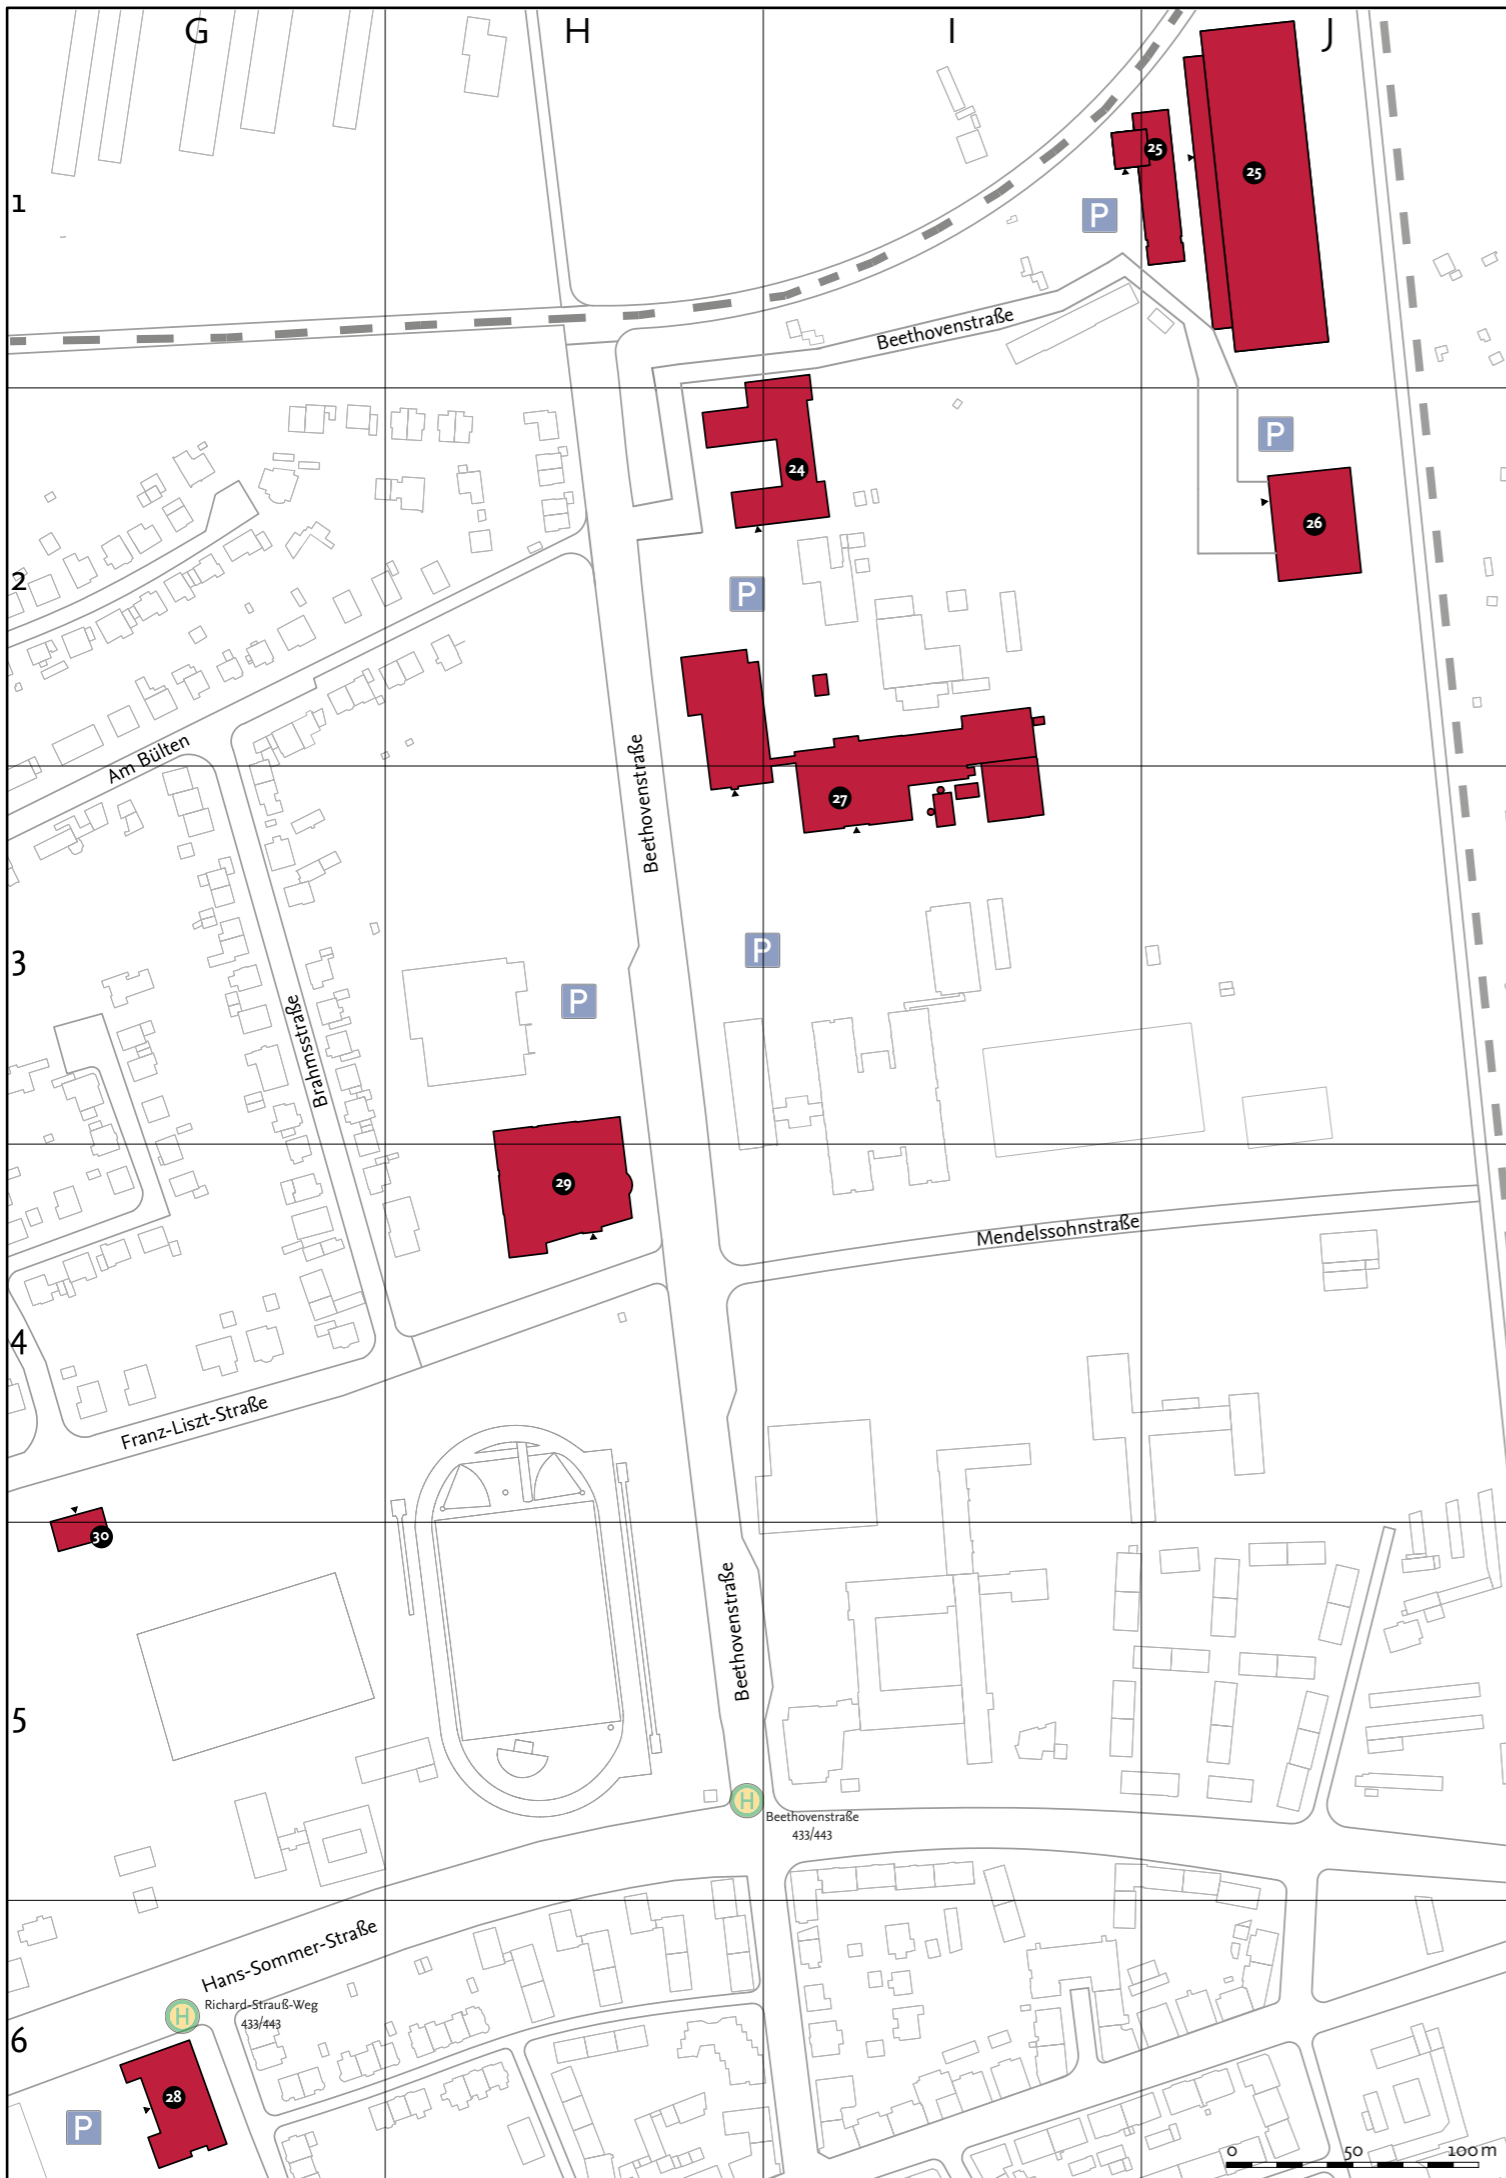 G H I J
25
25
1
P
Beethovenstraße
24
P
26
2
P
Am Bülten
Beethovenstraße
27
3
P
P
Brahmsstraße
29
Mendelssohnstraße
4
Franz-Liszt-Straße
30
Beethovenstraße
5
H
Beethovenstraße
433/443
Hans-Sommer-Straße
H
Richard-Strauß-Weg
433/443
6
28
P
0 50 100 m